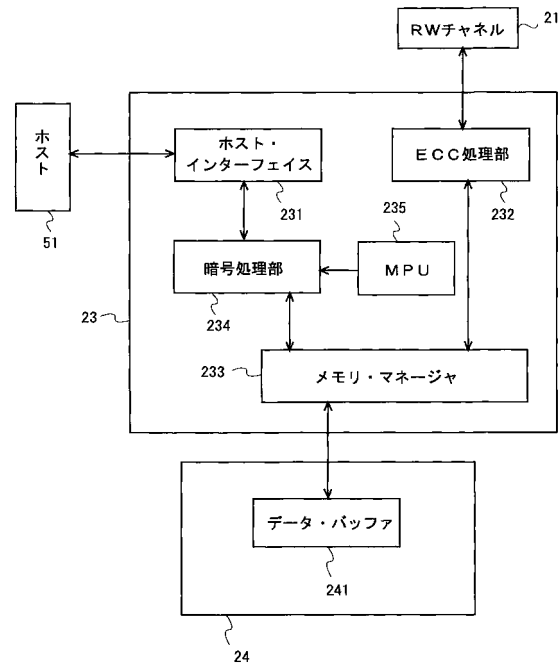 RWチャネル
21
ホスト
51
ホスト・
インターフェイス
231
ECC処理部
232
235
暗号処理部
234
MPU
23
233
メモリ・マネージャ
データ・バッファ
241
24